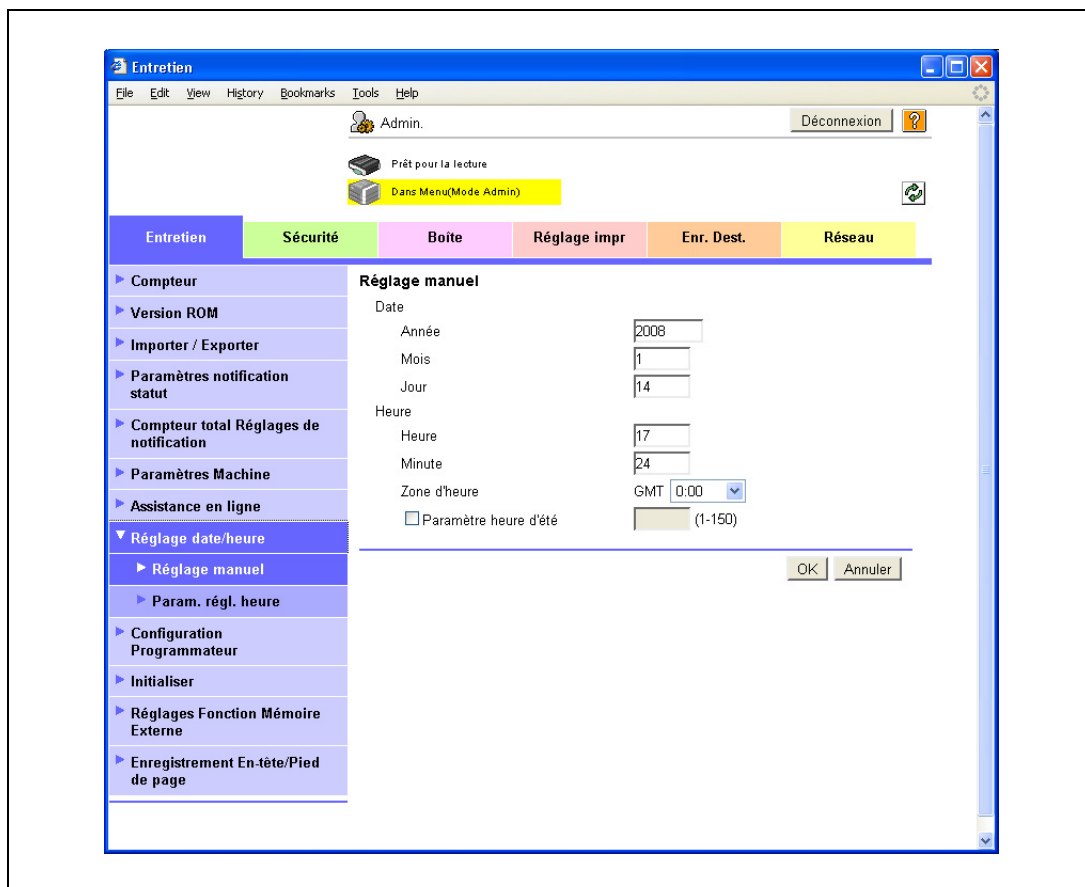 Entretien
File Edit View History Bookmarks Tools Help
Admin.
Déconnexion
?
Prêt pour la lecture
Dans Menu(Mode Admin)
Entretien Sécurité Boîte Réglage impr Enr. Dest. Réseau
Compteur
Version ROM
Importer / Exporter
Paramètres notification
statut
Compteur total Réglages de
notification
Paramètres Machine
Assistance en ligne
Réglage date/heure
Réglage manuel
Param. régl. heure
Configuration
Programmateur
Initialiser
Réglages Fonction Mémoire
Externe
Enregistrement En-tête/Pied
de page
Réglage manuel
Date
Année 2008
Mois 1
Jour 14
Heure
Heure 17
Minute 24
Zone d'heure GMT 0:00
Paramètre heure d'été (1-150)
OK Annuler